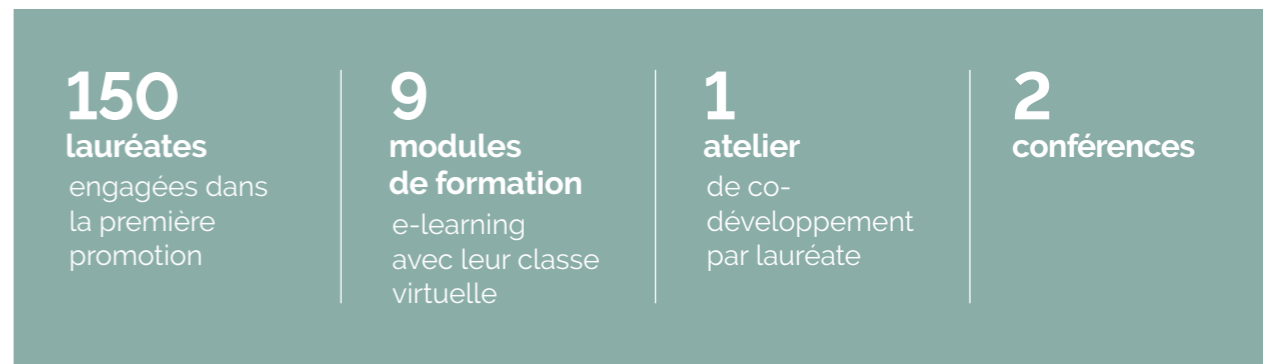 150
lauréates
engagées dans
la première
promotion
9
modules
de formation
e-learning
avec leur classe
virtuelle
1
atelier
de co-
développement
par lauréate
2
conférences